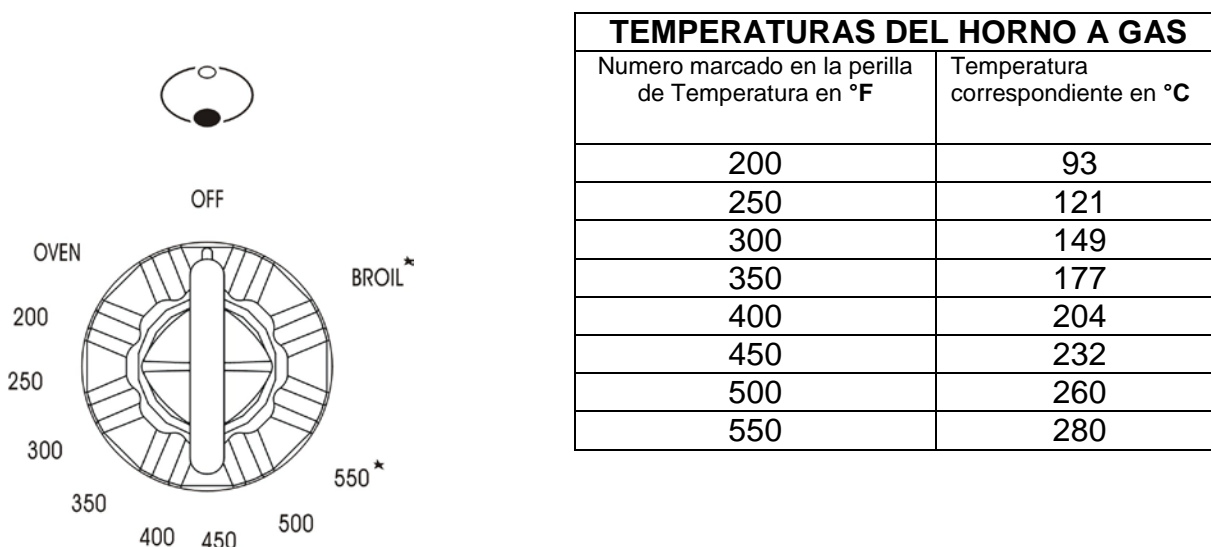 OFF
OVEN
BROIL*
200
250
300
350
400
450
500
550*
TEMPERATURAS DEL HORNO A GAS
Numero marcado en la perilla de Temperatura en °F
Temperatura correspondiente en °C
200 93
250 121
300 149
350 177
400 204
450 232
500 260
550 280